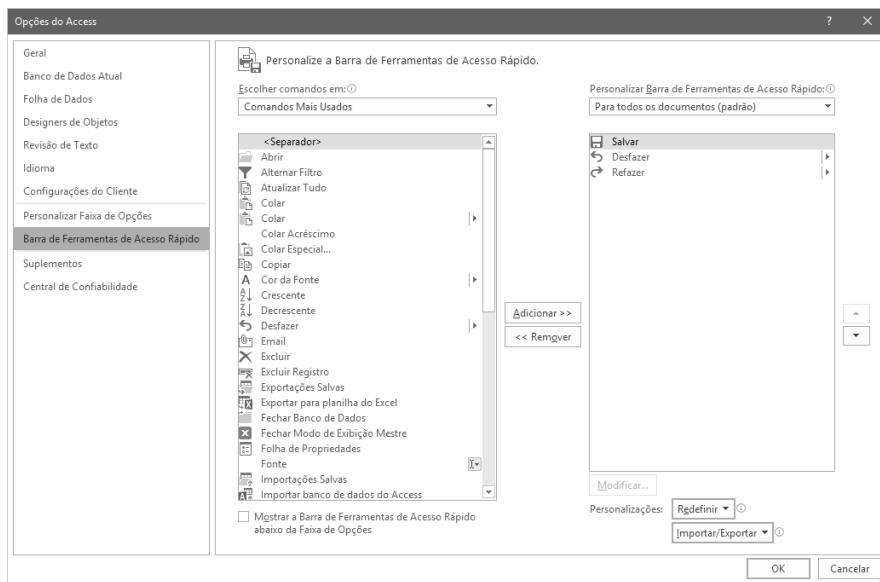 Opções do Access
Geral
Banco de Dados Atual
Folha de Dados
Designers de Objetos
Revisão de Texto
Idioma
Configurações do Cliente
Personalizar Faixa de Opções
Barra de Ferramentas de Acesso Rápido
Suplementos
Central de Confiabilidade
Personalize a Barra de Ferramentas de Acesso Rápido.
Escolher comandos em:
Comandos Mais Usados
<Separador>
Abrir
Alternar Filtro
Atualizar Tudo
Colar
Colar
Colar Acréscimo
Colar Especial...
Copiar
Cor da Fonte
Crescente
Decrescente
Desfazer
Email
Excluir
Excluir Registro
Exportações Salvas
Exportar para planilha do Excel
Fechar Banco de Dados
Fechar Modo de Exibição Mestre
Folha de Propriedades
Fonte
Importações Salvas
Importar banco de dados do Access
Mostrar a Barra de Ferramentas de Acesso Rápido
abaixo da Faixa de Opções
Adicionar >>
<< Remover
Personalizar Barra de Ferramentas de Acesso Rápido:
Para todos os documentos (padrão)
Salvar
Desfazer
Refazer
Modificar...
Personalizações:
Redefinir
Importar/Exportar
OK
Cancelar